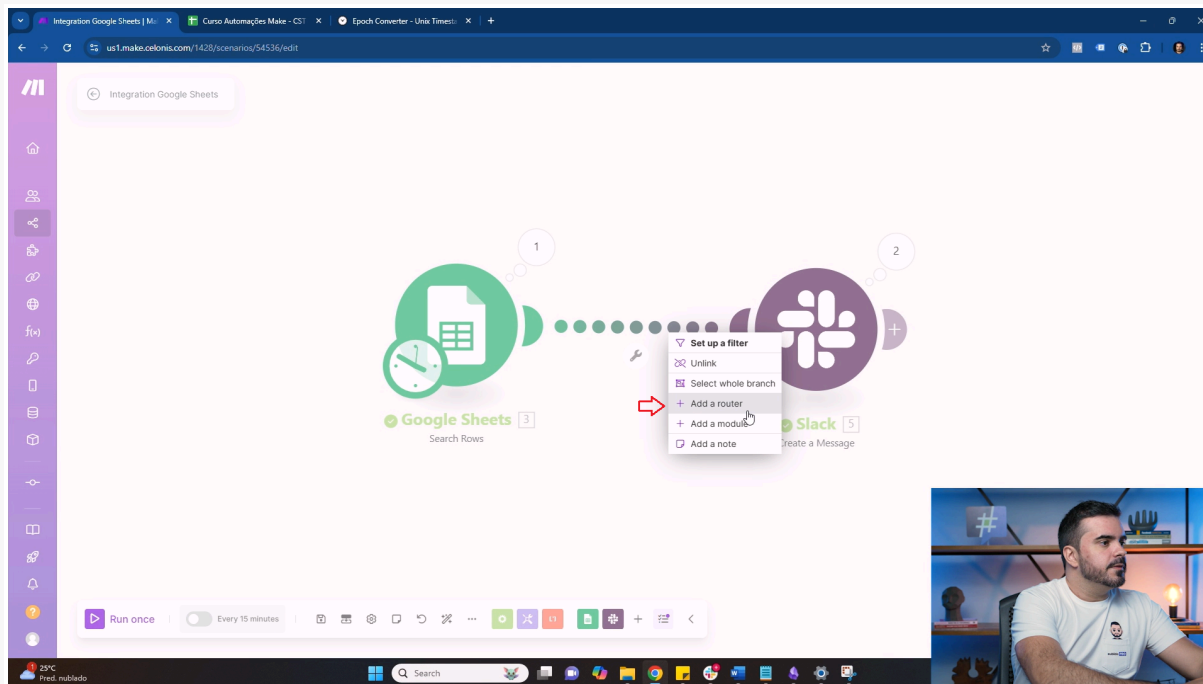 Integration Google Sheets | Ma
Curso Automações Make - CST
Epoch Converter - Unix Timesta
us1.make.celonis.com/1428/scenarios/54536/edit
Integration Google Sheets
1
2
Set up a filter
Unlink
Select whole branch
Add a router
Add a module
Add a note
Google Sheets 3
Search Rows
Slack 5
Create a Message
Run once
Every 15 minutes
1
25°C
Pred. nublado
Search